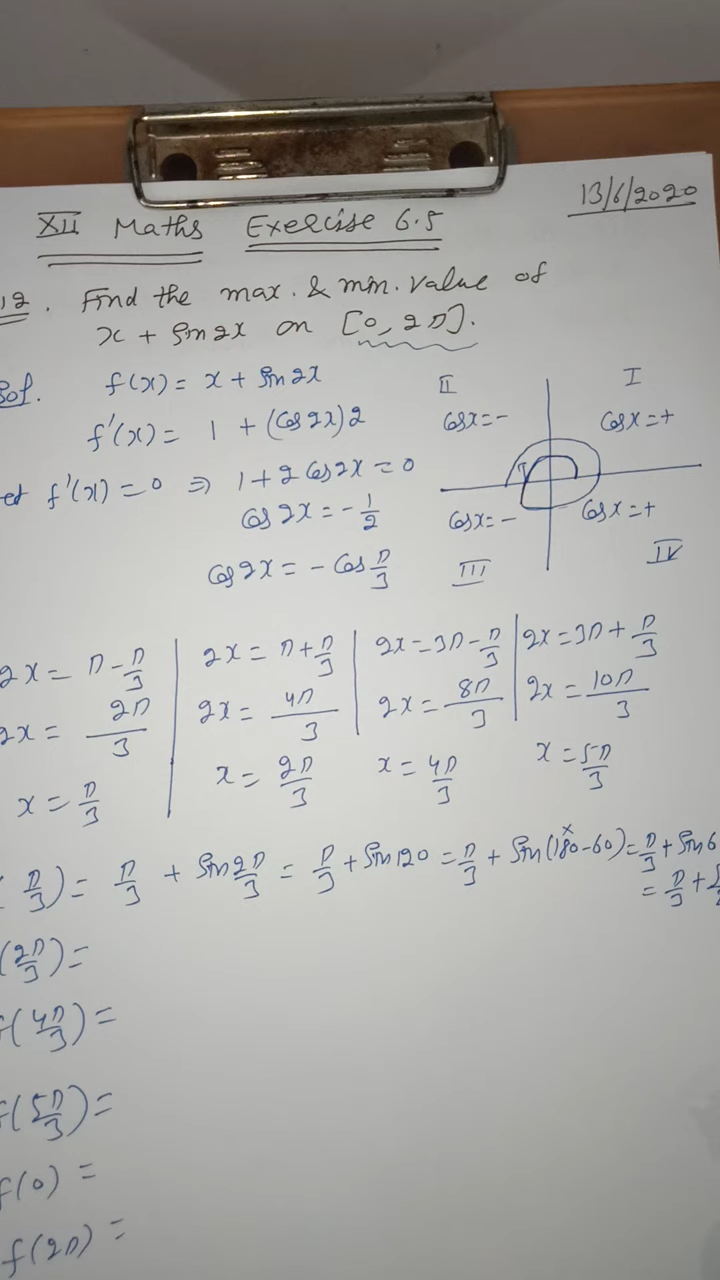 XII Maths Exercise 6.5
13/6/2020
12. Find the max. & min. value of
x + sin 2x on [0, 2π].
Sol. f(x) = x + sin 2x
f'(x) = 1 + (cos 2x) 2
let f'(x) = 0 ⇒ 1 + 2 cos 2x = 0
cos 2x = -1/2
cos 2x = - cos π/3
II I
cos x = - cos x = +
cos x = - cos x = +
III IV
2x = π - π/3 | 2x = π + π/3 | 2x = 3π - π/3 | 2x = 3π + π/3
2x = 2π/3 | 2x = 4π/3 | 2x = 8π/3 | 2x = 10π/3
x = π/3 | x = 2π/3 x = 4π/3 x = 5π/3
(π/3) = π/3 + sin 2π/3 = π/3 + sin 120 = π/3 + sin(180 - 60) = π/3 + sin 6
= π/3 +
(2π/3) =
f(4π/3) =
f(5π/3) =
f(0) =
f(2π) =